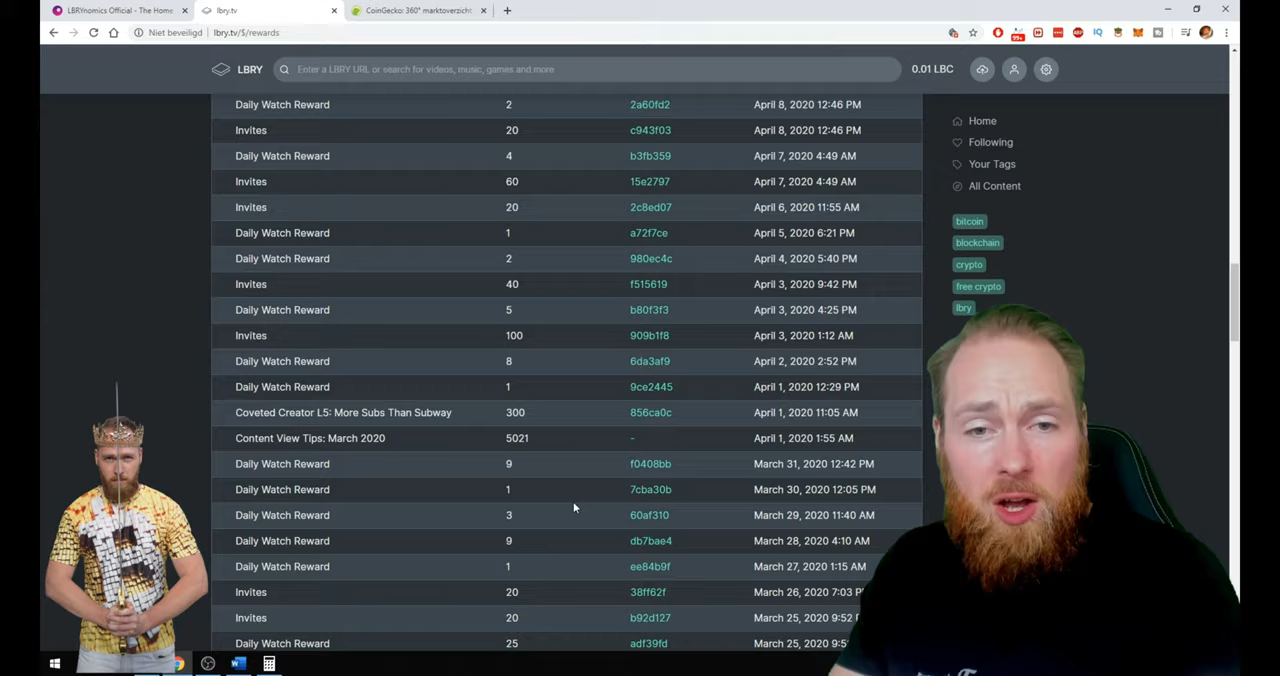 LBRYnomics Official - The Home
lbry.tv
CoinGecko: 360° marktoverzicht
Niet beveiligd | lbry.tv/$/rewards
99+
LBRY
Enter a LBRY URL or search for videos, music, games and more
0.01 LBC
Daily Watch Reward 2 2a60fd2 April 8, 2020 12:46 PM
Invites 20 c943f03 April 8, 2020 12:46 PM
Daily Watch Reward 4 b3fb359 April 7, 2020 4:49 AM
Invites 60 15e2797 April 7, 2020 4:49 AM
Invites 20 2c8ed07 April 6, 2020 11:55 AM
Daily Watch Reward 1 a72f7ce April 5, 2020 6:21 PM
Daily Watch Reward 2 980ec4c April 4, 2020 5:40 PM
Invites 40 f515619 April 3, 2020 9:42 PM
Daily Watch Reward 5 b80f3f3 April 3, 2020 4:25 PM
Invites 100 909b1f8 April 3, 2020 1:12 AM
Daily Watch Reward 8 6da3af9 April 2, 2020 2:52 PM
Daily Watch Reward 1 9ce2445 April 1, 2020 12:29 PM
Coveted Creator L5: More Subs Than Subway 300 856ca0c April 1, 2020 11:05 AM
Content View Tips: March 2020 5021 - April 1, 2020 1:55 AM
Daily Watch Reward 9 f0408bb March 31, 2020 12:42 PM
Daily Watch Reward 1 7cba30b March 30, 2020 12:05 PM
Daily Watch Reward 3 60af310 March 29, 2020 11:40 AM
Daily Watch Reward 9 db7bae4 March 28, 2020 4:10 AM
Daily Watch Reward 1 ee84b9f March 27, 2020 1:15 AM
Invites 20 38ff62f March 26, 2020 7:03 P
Invites 20 b92d127 March 25, 2020 9:52
Daily Watch Reward 25 adf39fd March 25, 2020 9:5
Home
Following
Your Tags
All Content
bitcoin
blockchain
crypto
free crypto
lbry